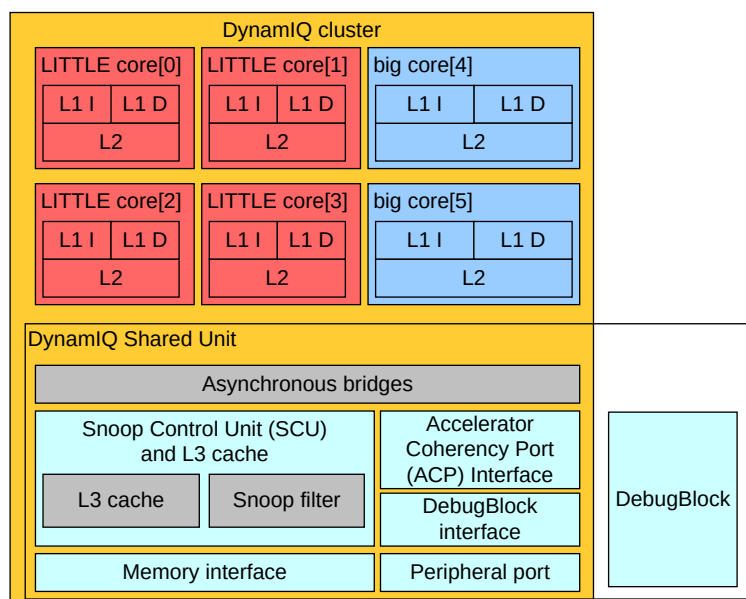 DynamIQ cluster
LITTLE core[0]
L1 I
L1 D
L2
LITTLE core[1]
L1 I
L1 D
L2
big core[4]
L1 I
L1 D
L2
LITTLE core[2]
L1 I
L1 D
L2
LITTLE core[3]
L1 I
L1 D
L2
big core[5]
L1 I
L1 D
L2
DynamIQ Shared Unit
Asynchronous bridges
Snoop Control Unit (SCU)
and L3 cache
L3 cache
Snoop filter
Accelerator
Coherency Port
(ACP) Interface
DebugBlock
interface
Memory interface
Peripheral port
DebugBlock